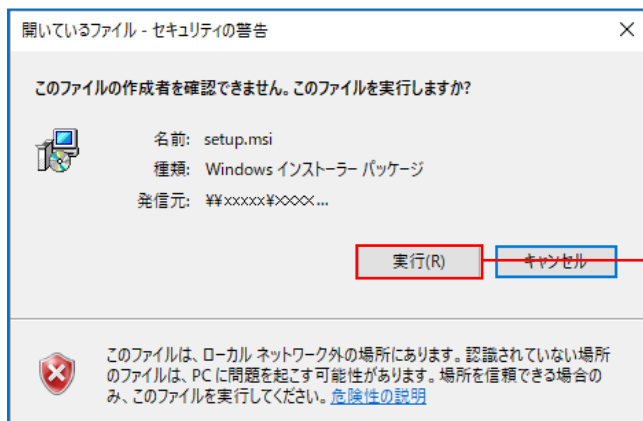 開いているファイル - セキュリティの警告
このファイルの作成者を確認できません。このファイルを実行しますか?
名前: setup.msi
種類: Windows インストーラー パッケージ
発信元: ¥¥xxxxx¥xxxx...
実行(R) キャンセル
このファイルは、ローカル ネットワーク外の場所にあります。認識されていない場所
のファイルは、PC に問題を起こす可能性があります。場所を信頼できる場合の
み、このファイルを実行してください。危険性の説明